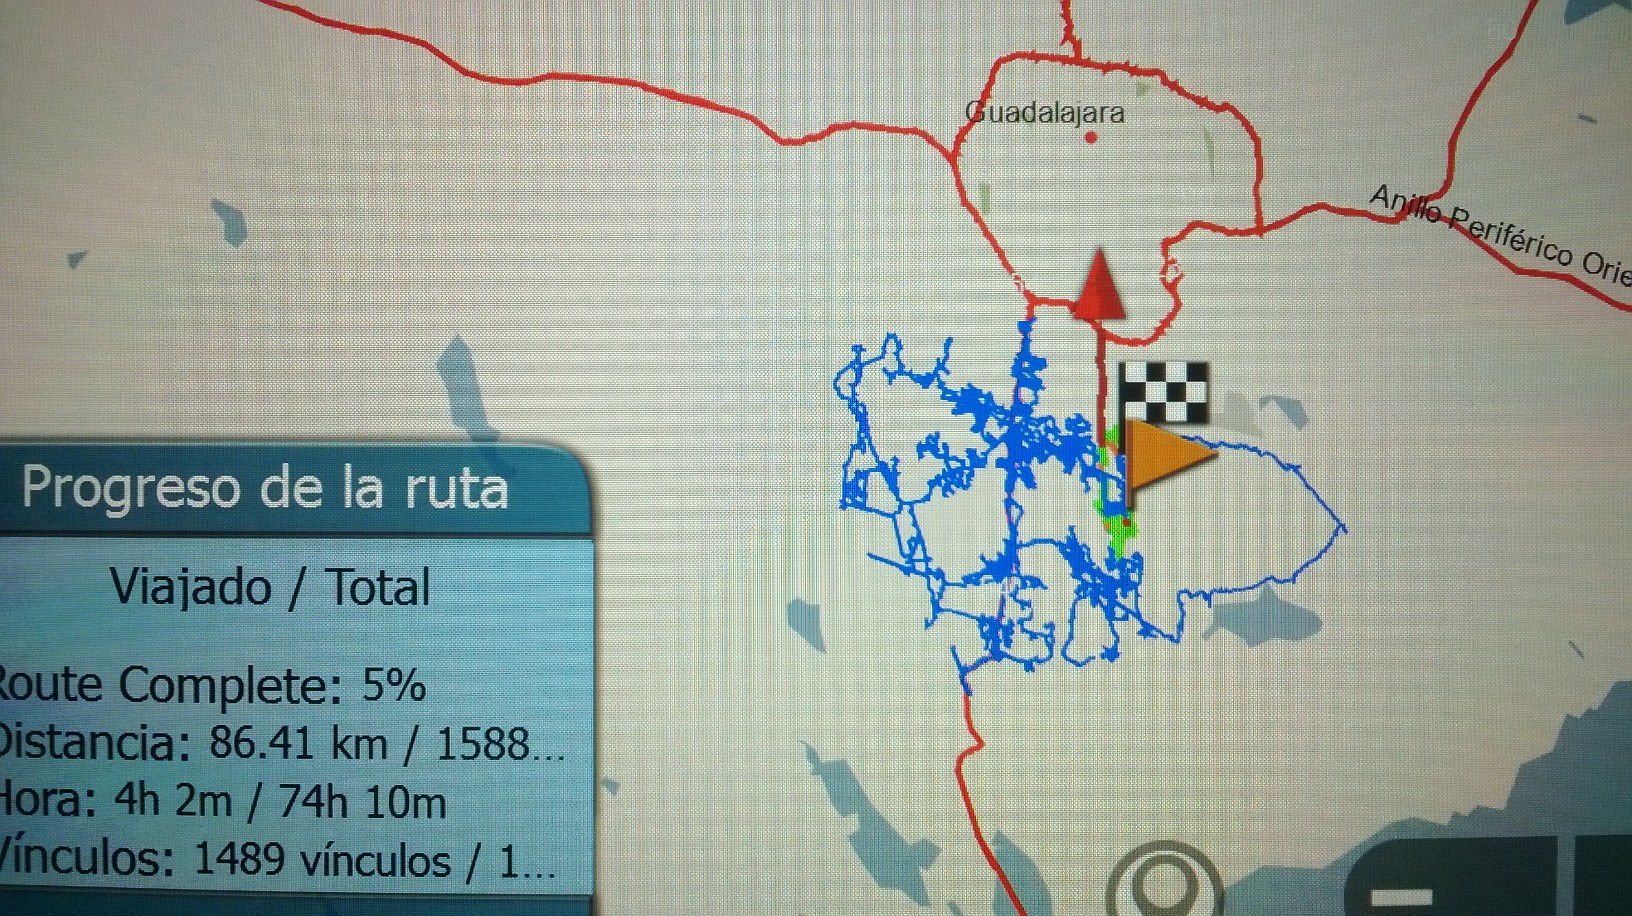 Guadalajara
Anillo Periférico Orie
Progreso de la ruta
Viajado / Total
Route Complete: 5%
Distancia: 86.41 km / 1588...
Hora: 4h 2m / 74h 10m
Vínculos: 1489 vínculos / 1...